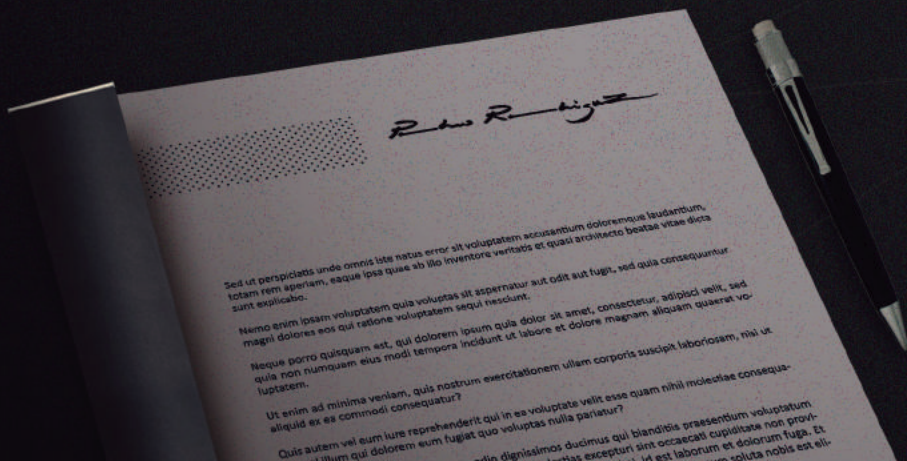 Sed ut perspiciatis unde omnis iste natus error sit voluptatem accusantium doloremque laudantium,
totam rem aperiam, eaque ipsa quae ab illo inventore veritatis et quasi architecto beatae vitae dicta
sunt explicabo.
Nemo enim ipsam voluptatem quia voluptas sit aspernatur aut odit aut fugit, sed quia consequuntur
magni dolores eos qui ratione voluptatem sequi nesciunt.
Neque porro quisquam est, qui dolorem ipsum quia dolor sit amet, consectetur, adipisci velit, sed
quia non numquam eius modi tempora incidunt ut labore et dolore magnam aliquam quaerat vo-
luptatem.
Ut enim ad minima veniam, quis nostrum exercitationem ullam corporis suscipit laboriosam, nisi ut
aliquid ex ex commodi consequatur?
Quis autem vel eum iure reprehenderit qui in ea voluptate velit esse quam nihil molestiae consequa-
illum qui dolorem eum fugiat quo voluptas nulla pariatur?
dignissimos ducimus qui blanditiis praesentium voluptatum
excepturi sint occaecati cupiditate non provi-
id est laborum et dolorum fuga. Et
soluta nobis est eli-